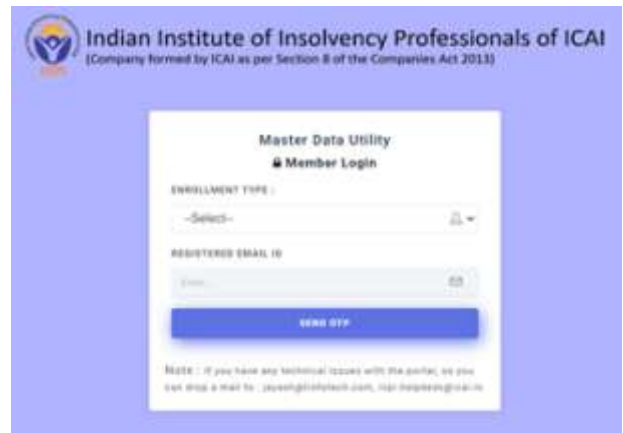 Indian Institute of Insolvency Professionals of ICAI
(Company formed by ICAI as per Section 8 of the Companies Act 2013)
Master Data Utility
Member Login
ENROLLMENT TYPE :
--Select--
REGISTERED EMAIL ID
SEND OTP
Note : If you have any technical issues with the portal, so you
can drop a mail to :